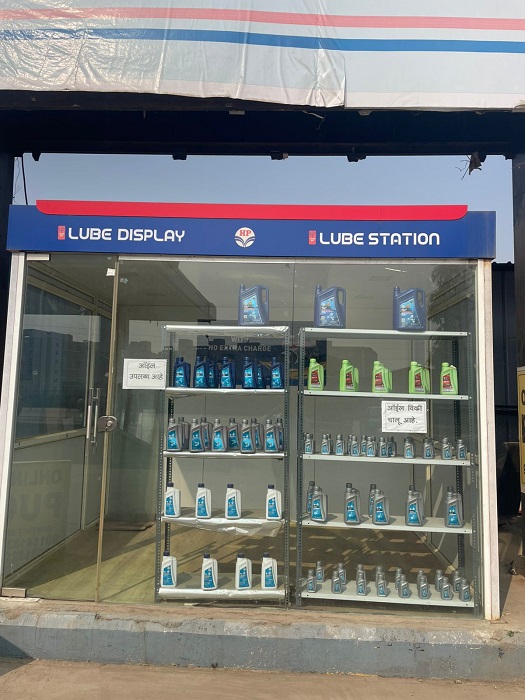 LUBE DISPLAY
HP
LUBE STATION
NO EXTRA CHARGE
ऑईल
उपलब्ध आहे
ऑईल विक्री
चालू आहे.